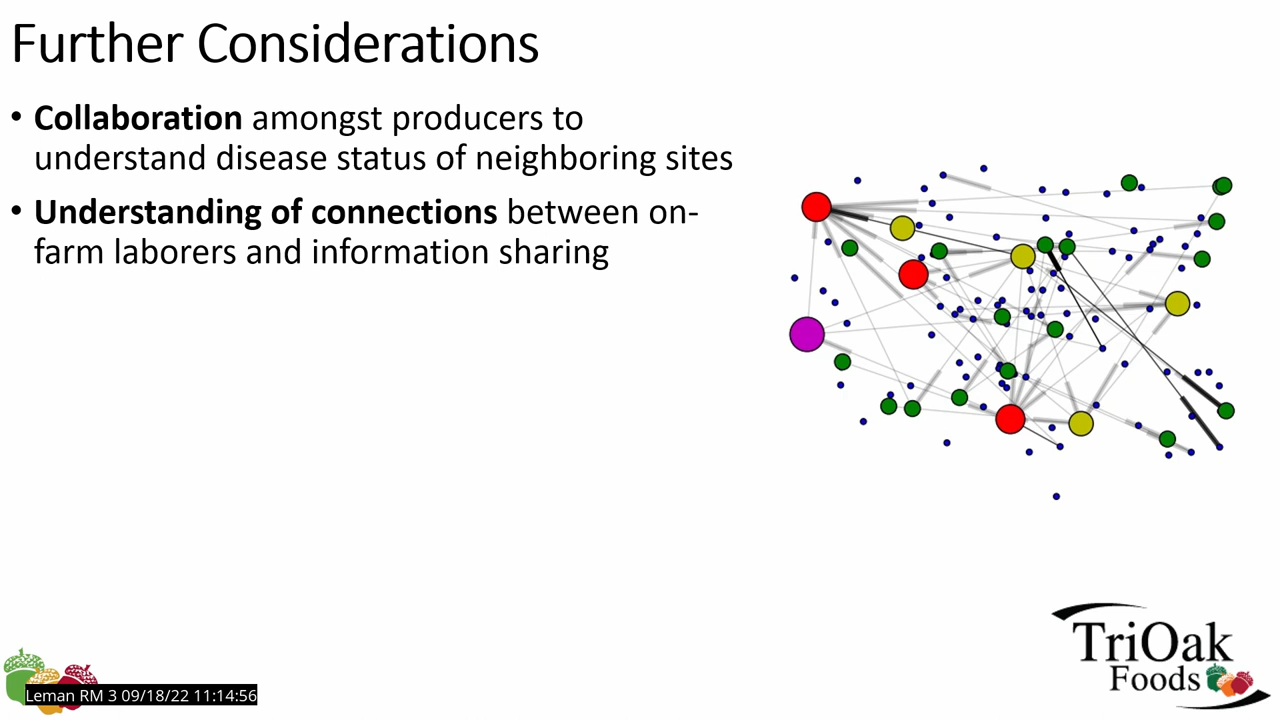 Further Considerations
• Collaboration amongst producers to
understand disease status of neighboring sites
• Understanding of connections between on-
farm laborers and information sharing
TriOak
Foods
Leman RM 3 09/18/22 11:14:56